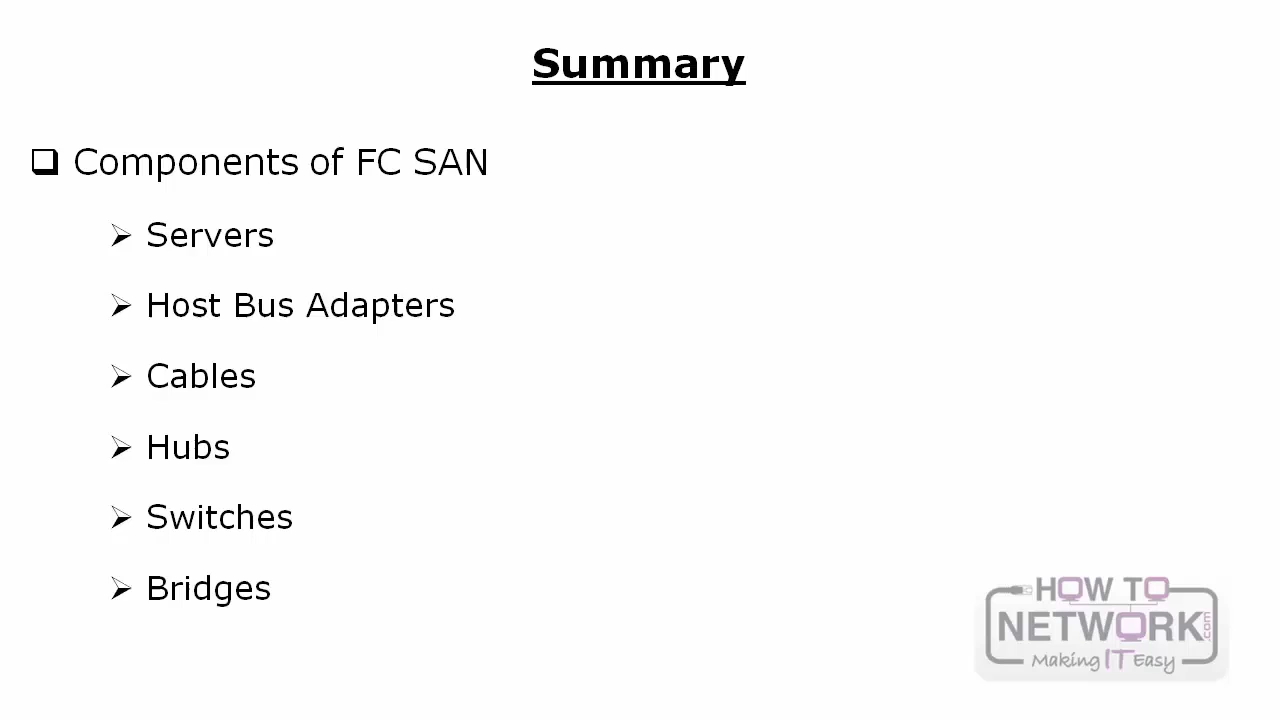 Summary
Components of FC SAN
Servers
Host Bus Adapters
Cables
Hubs
Switches
Bridges
HOW TO
NETWORK.com
Making IT Easy